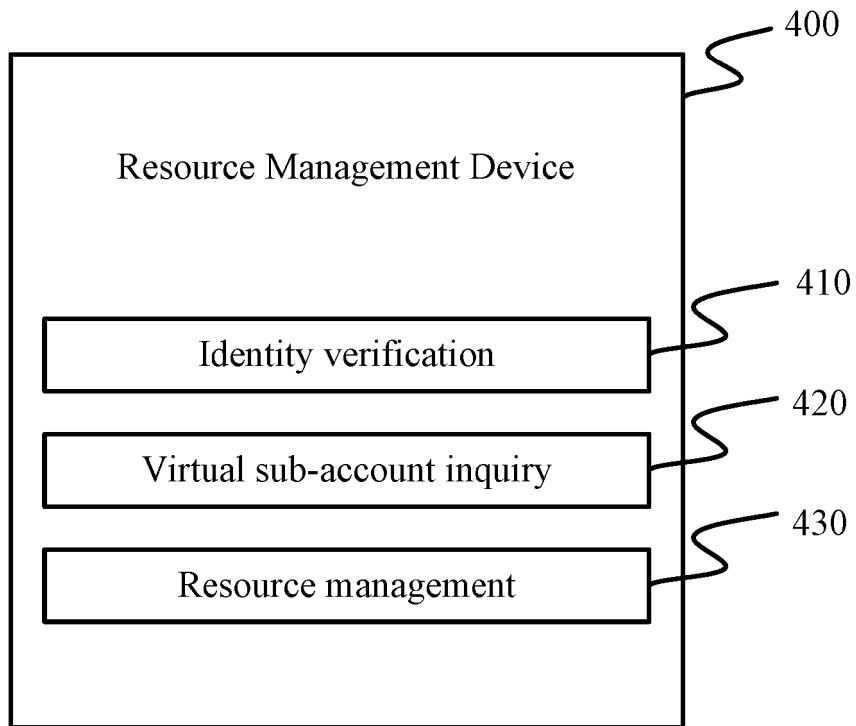 400
Resource Management Device
410
Identity verification
420
Virtual sub-account inquiry
430
Resource management